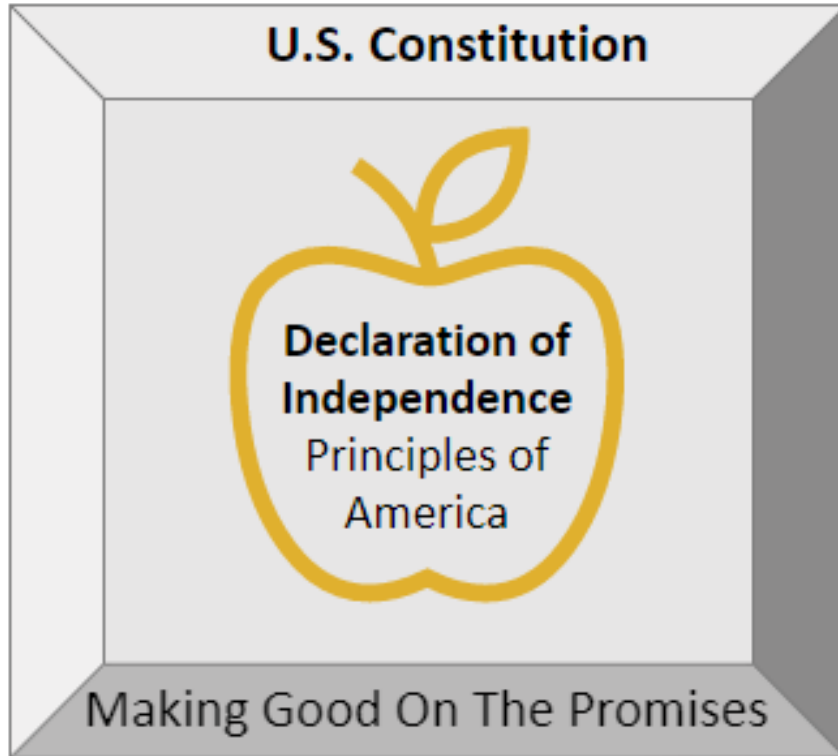 U.S. Constitution
Declaration of
Independence
Principles of
America
Making Good On The Promises